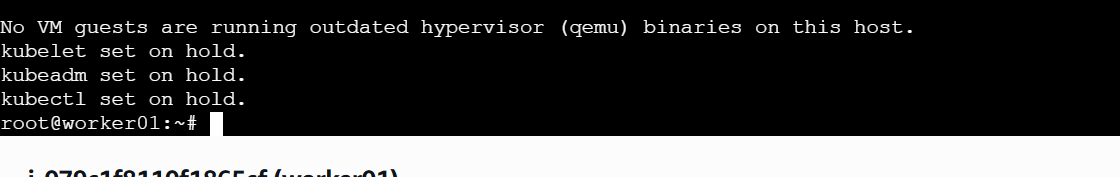 No VM guests are running outdated hypervisor (qemu) binaries on this host.
kubelet set on hold.
kubeadm set on hold.
kubectl set on hold.
root@worker01:~#
(worker01)